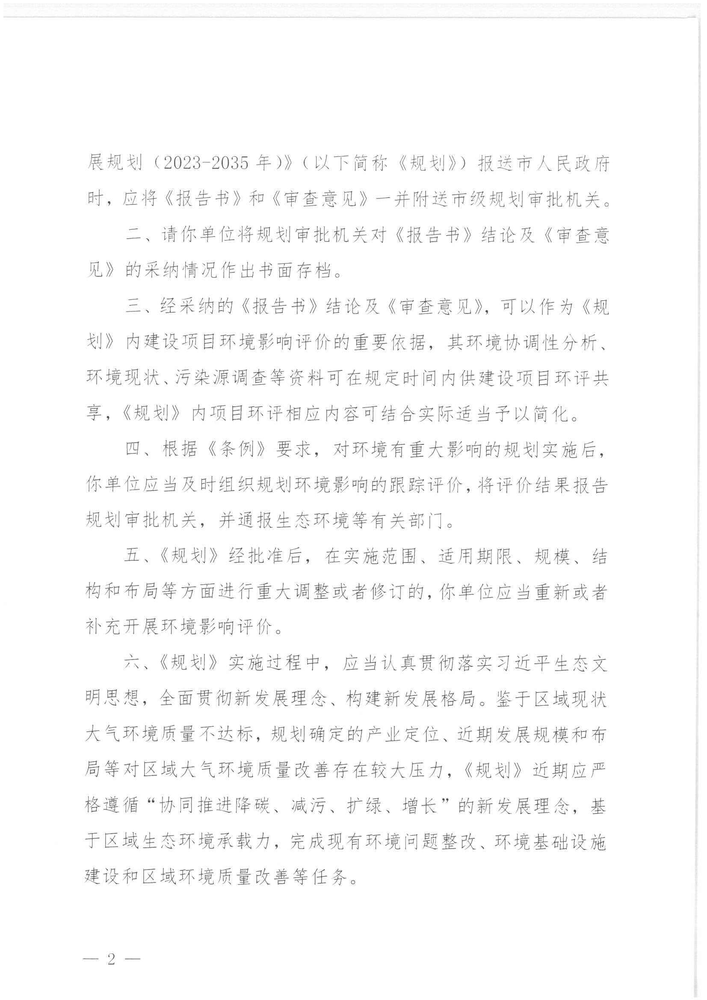 展规划（2023-2035 年）》（以下简称《规划》）报送市人民政府
时，应将《报告书》和《审查意见》一并附送市级规划审批机关。
二、请你单位将规划审批机关对《报告书》结论及《审查意
见》的采纳情况作出书面存档。
三、经采纳的《报告书》结论及《审查意见》，可以作为《规
划》内建设项目环境影响评价的重要依据，其环境协调性分析、
环境现状、污染源调查等资料可在规定时间内供建设项目环评共
享，《规划》内项目环评相应内容可结合实际适当予以简化。
四、根据《条例》要求，对环境有重大影响的规划实施后，
你单位应当及时组织规划环境影响的跟踪评价，将评价结果报告
规划审批机关，并通报生态环境等有关部门。
五、《规划》经批准后，在实施范围、适用期限、规模、结
构和布局等方面进行重大调整或者修订的，你单位应当重新或者
补充开展环境影响评价。
六、《规划》实施过程中，应当认真贯彻落实习近平生态文
明思想，全面贯彻新发展理念、构建新发展格局。鉴于区域现状
大气环境质量不达标，规划确定的产业定位、近期发展规模和布
局等对区域大气环境质量改善存在较大压力，《规划》近期应严
格遵循“协同推进降碳、减污、扩绿、增长”的新发展理念，基
于区域生态环境承载力，完成现有环境问题整改、环境基础设施
建设和区域环境质量改善等任务。
— 2 —